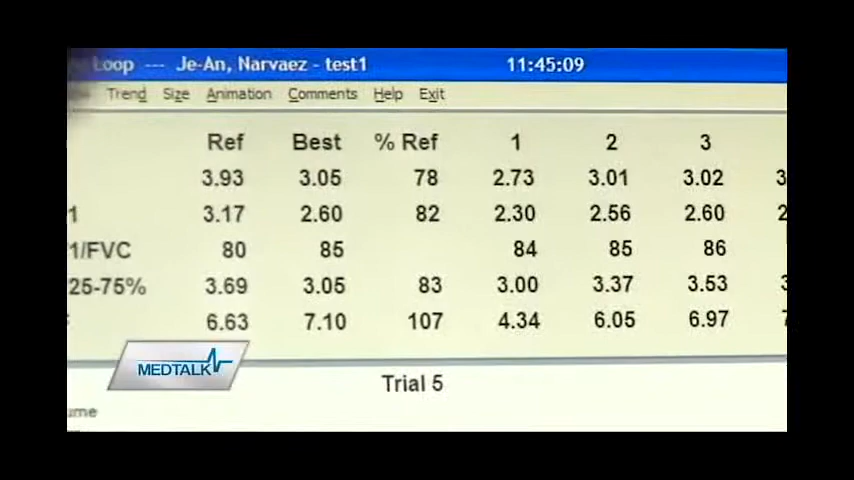 Loop --- Je-An, Narvaez - test1 11:45:09
Trend Size Animation Comments Help Exit
Ref Best % Ref 1 2 3
3.93 3.05 78 2.73 3.01 3.02 3
1 3.17 2.60 82 2.30 2.56 2.60 2
1/FVC 80 85 84 85 86
25-75% 3.69 3.05 83 3.00 3.37 3.53 3
6.63 7.10 107 4.34 6.05 6.97 7
MEDTALK
Trial 5
ume